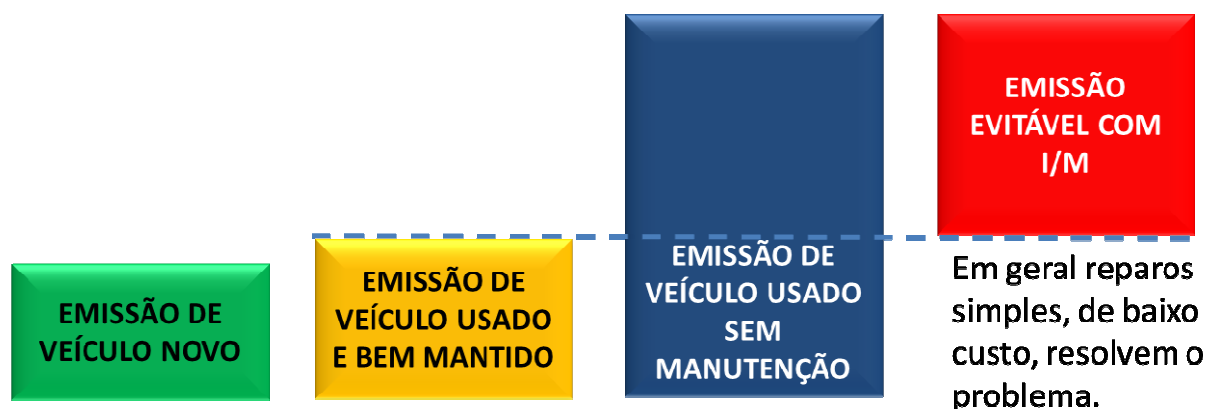 EMISSÃO DE
VEÍCULO NOVO
EMISSÃO DE
VEÍCULO USADO
E BEM MANTIDO
EMISSÃO DE
VEÍCULO USADO
SEM
MANUTENÇÃO
EMISSÃO
EVITÁVEL COM
I/M
Em geral reparos
simples, de baixo
custo, resolvem o
problema.